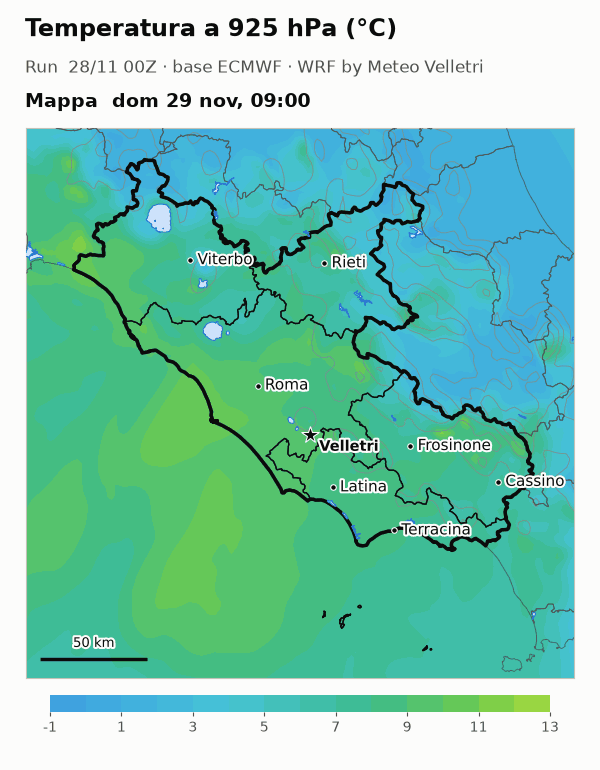 Temperatura a 925 hPa (°C)
Run  28/11 00Z · base ECMWF · WRF by Meteo Velletri
Mappa  dom 29 nov, 09:00
Viterbo
Rieti
Roma
Velletri
Frosinone
Cassino
Latina
Terracina
50 km
-1 1 3 5 7 9 11 13